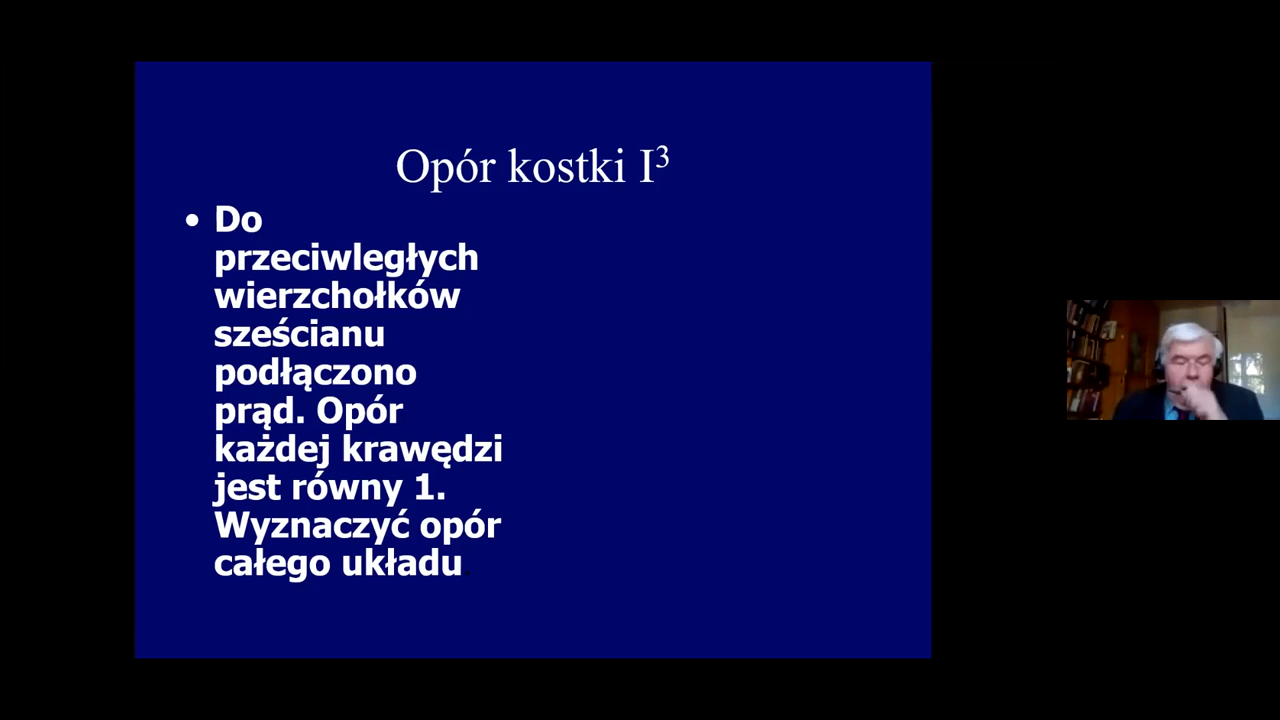 Opór kostki I³
• Do
przeciwległych
wierzchołków
sześcianu
podłączono
prąd. Opór
każdej krawędzi
jest równy 1.
Wyznaczyć opór
całego układu.